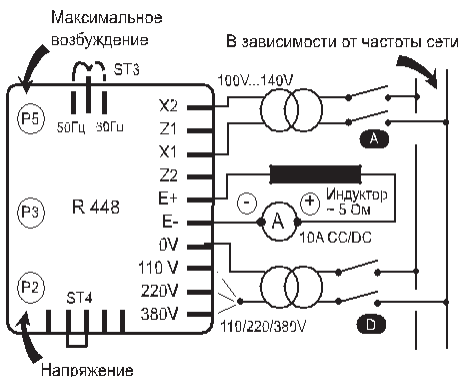 Максимальное
возбуждение
ST3
В зависимости от частоты сети
100V...140V
P5
50Гц
60Гц
X2
Z1
X1
Z2
E+
E-
0V
110 V
220V
380V
A
P3
R 448
Индуктор
~ 5 Ом
-
+
A
10A CC/DC
P2
ST4
110/220/380V
D
Напряжение